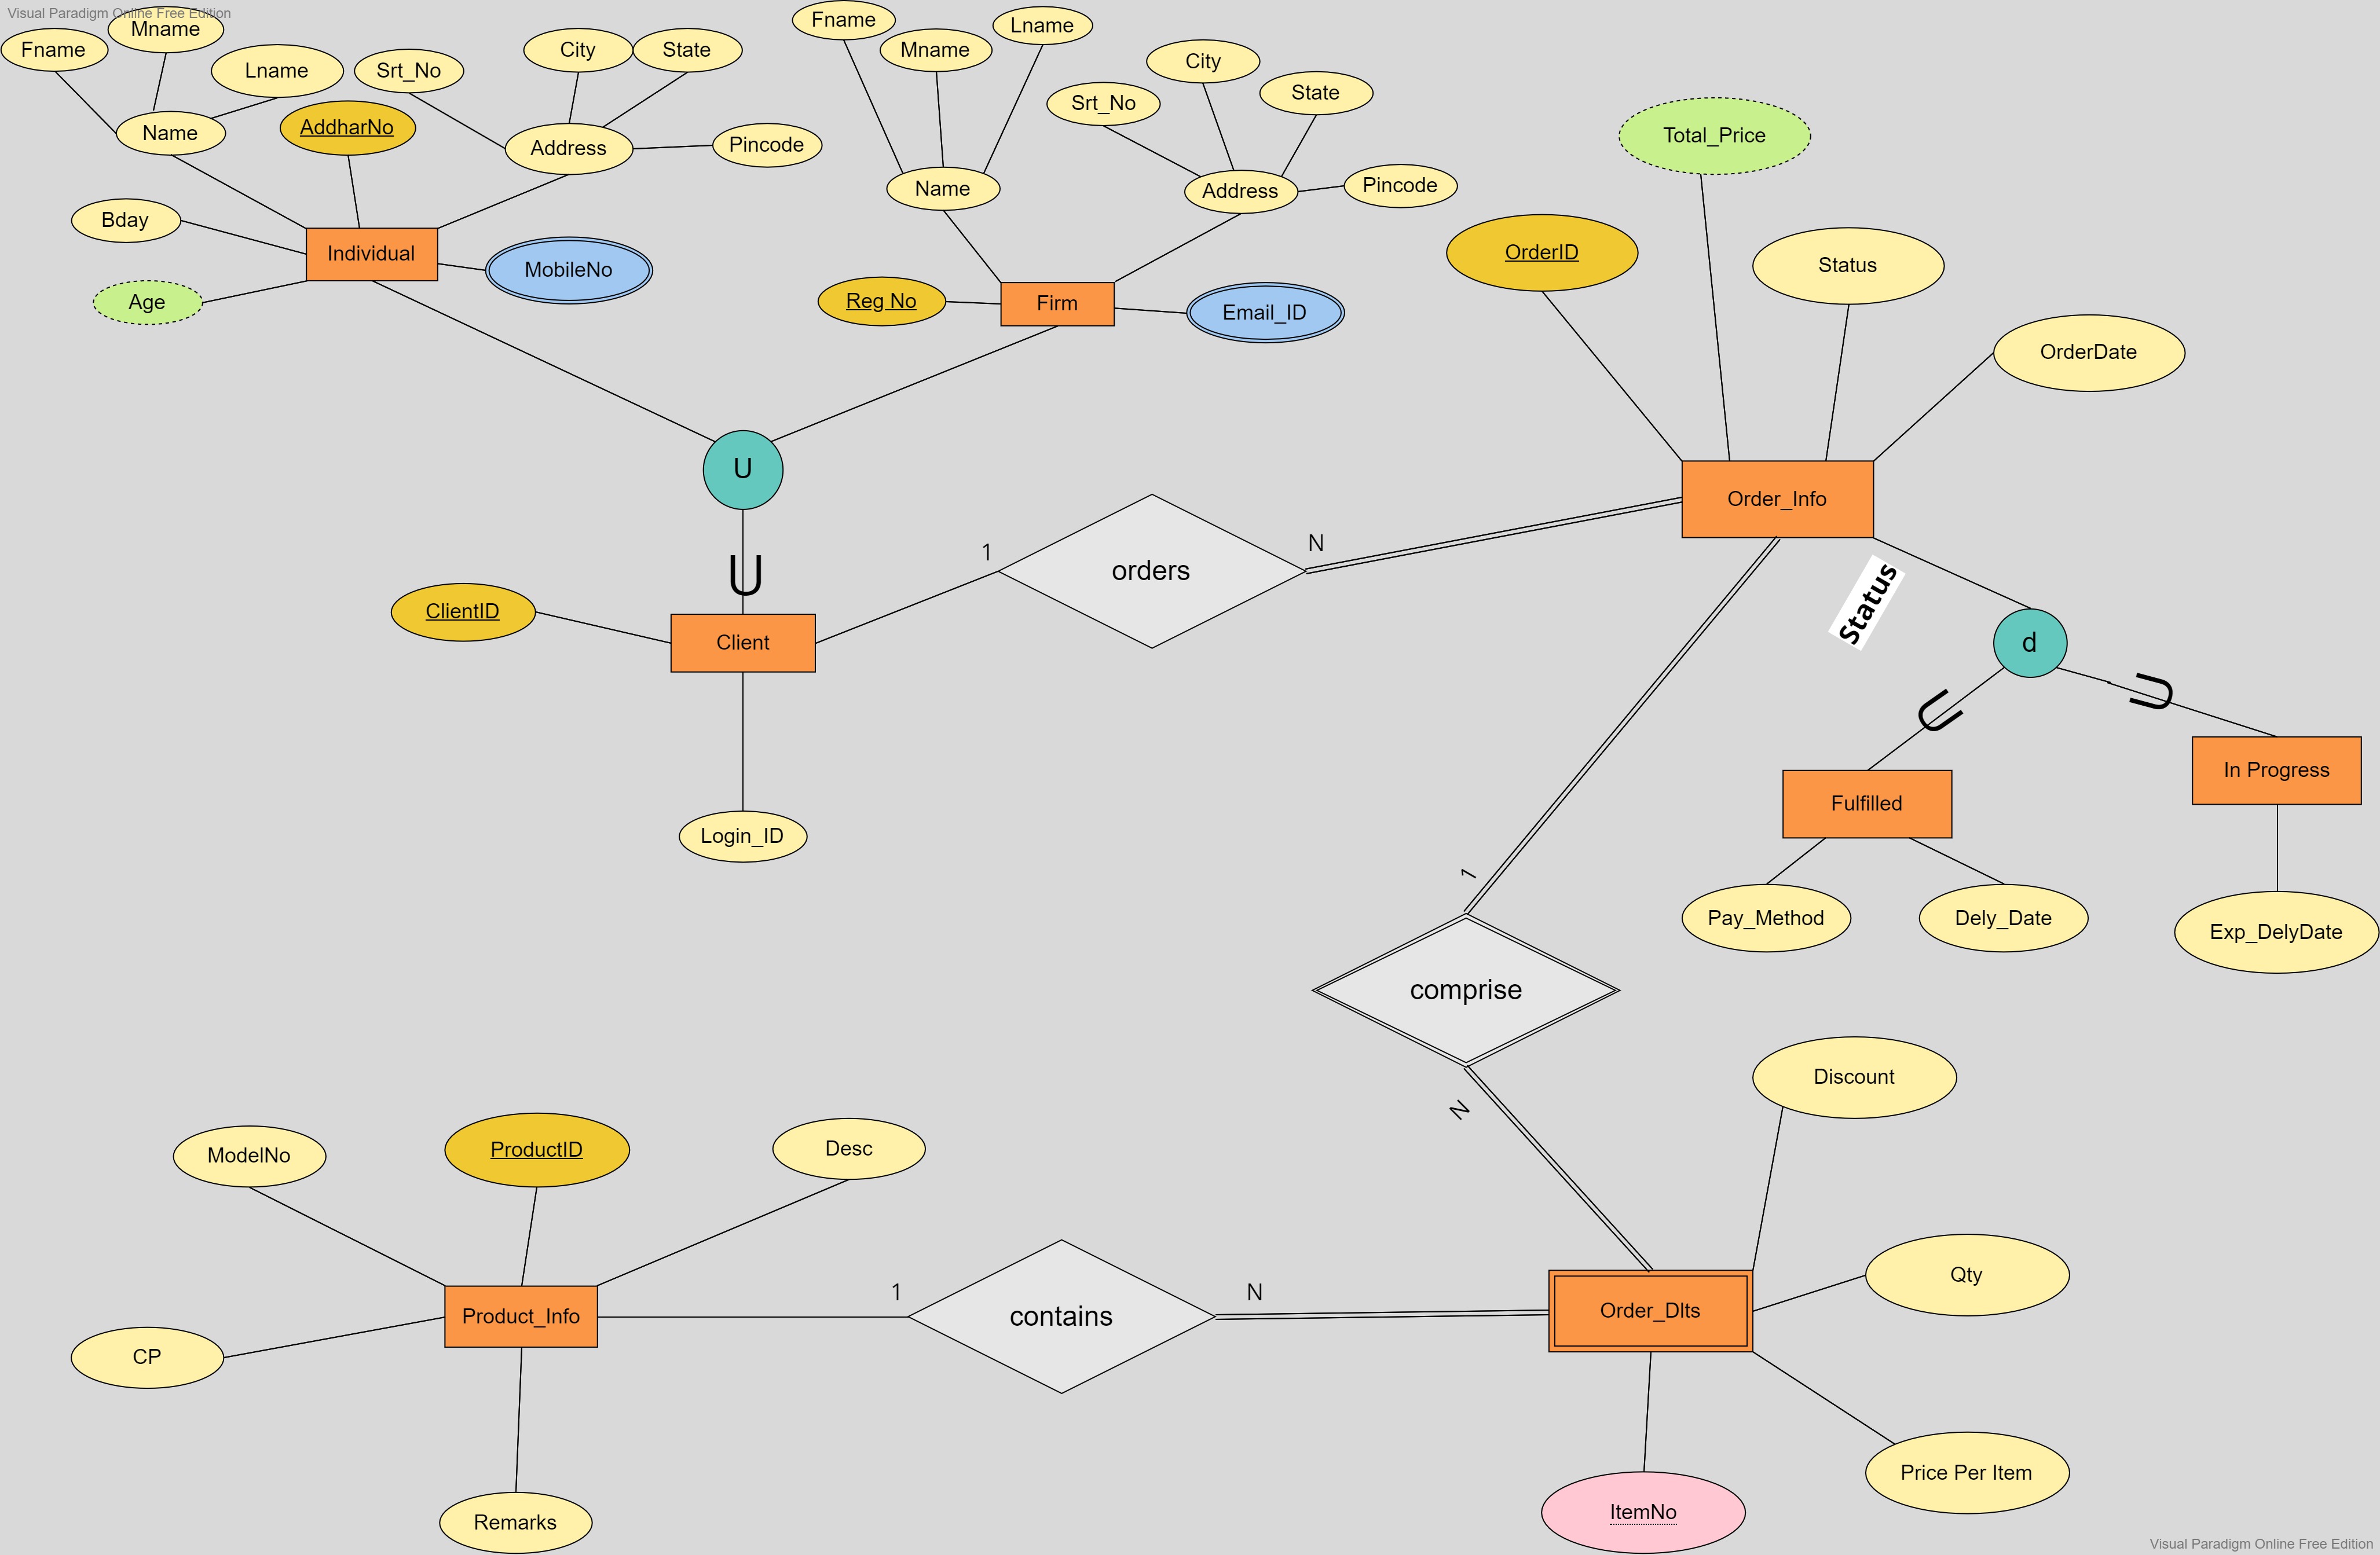 Visual Paradigm Online Free Edition
Fname
Mname
Lname
Name
AddharNo
Srt_No
City
State
Address
Pincode
Bday
Age
Individual
MobileNo
Fname
Mname
Lname
Name
Srt_No
City
State
Address
Pincode
Reg No
Firm
Email_ID
Total_Price
OrderID
Status
OrderDate
Order_Info
U
U
ClientID
Client
Login_ID
1
orders
N
Status
d
U
U
Fulfilled
In Progress
Pay_Method
Dely_Date
Exp_DelyDate
1
comprise
N
Discount
ModelNo
ProductID
Desc
Product_Info
CP
Remarks
1
contains
N
Order_Dlts
Qty
Price Per Item
ItemNo
Visual Paradigm Online Free Edition